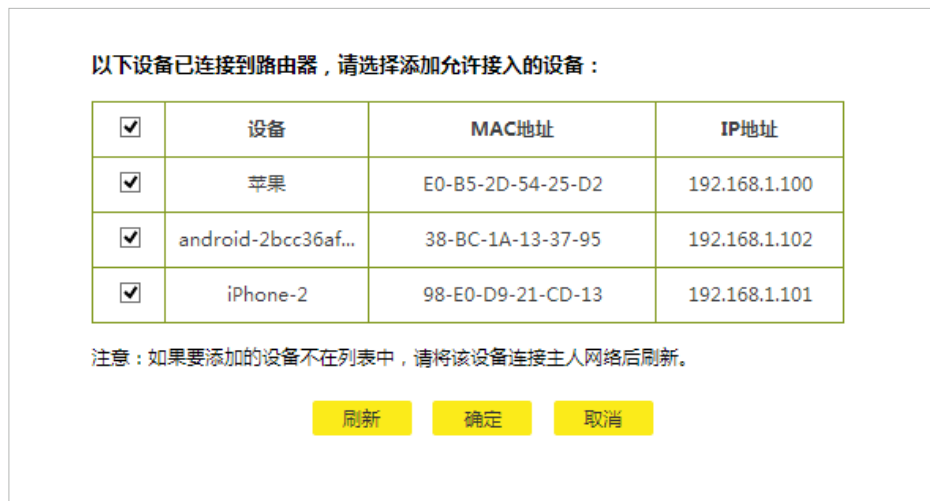 以下设备已连接到路由器，请选择添加允许接入的设备：
设备 MAC地址 IP地址
苹果 E0-B5-2D-54-25-D2 192.168.1.100
android-2bcc36af... 38-BC-1A-13-37-95 192.168.1.102
iPhone-2 98-E0-D9-21-CD-13 192.168.1.101
注意：如果要添加的设备不在列表中，请将该设备连接主人网络后刷新。
刷新 确定 取消